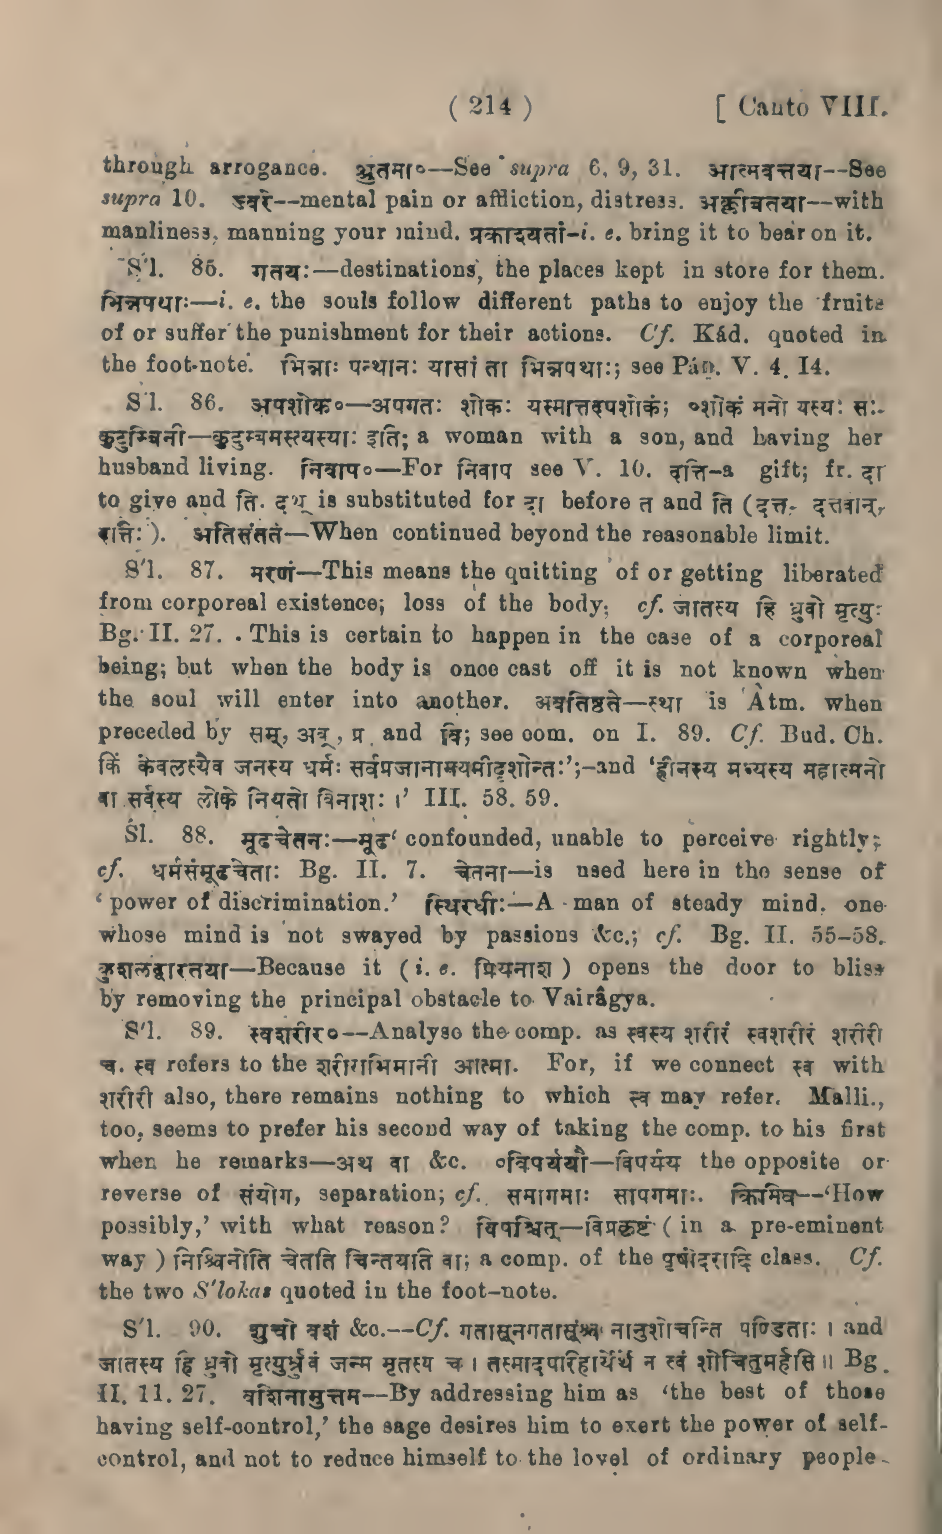 ( 214 ) [ Canto VIII.
through arrogance. श्रुतमा०--See supra 6, 9, 31. आत्मवत्तया--See
supra 10. ज्वरे--mental pain or affliction, distress. अक्लीबतया--with
manliness, manning your mind. प्रकाश्यतां-i. e. bring it to bear on it.
S'l. 85. गतयः—destinations, the places kept in store for them.
भिन्नपथाः—i. e. the souls follow different paths to enjoy the fruits
of or suffer the punishment for their actions. Cf. Kád. quoted in
the foot-note. भिन्नाः पन्थानः यासां ता भिन्नपथाः; see Pán. V. 4. 14.
S'l. 86. अपशोक०—अपगतः शोकः यस्मात्तदपशोकं; ०शोकं मनो यस्य सः.
कुटुम्बिनी—कुटुम्बमस्त्यस्याः इति; a woman with a son, and having her
husband living. निवाप०—For निवाप see V. 10. दत्ति-a gift; fr. दा
to give and ति. दथ् is substituted for दा before त and ति (दत्त- दत्तवान्,
). अतिसंततं—When continued beyond the reasonable limit.
S'l. 87. मरणं—This means the quitting of or getting liberated
from corporeal existence; loss of the body; cf. जातस्य हि ध्रुवो मृत्युः
Bg. II. 27. This is certain to happen in the case of a corporeal
being; but when the body is once cast off it is not known when
the soul will enter into another. अवतिष्ठते—स्था is Atm. when
preceded by सम्, अव्, प्र and वि; see com. on I. 89. Cf. Bud. Ch.
किं केवलस्यैव जनस्य धर्मः सर्वप्रजानामयमीदृशोन्तः';-and 'हीनस्य मध्यस्य महात्मनो
वा सर्वस्य लोके नियतो विनाशः ।' III. 58. 59.
Śl. 88. मूढचेतनः—मूढ confounded, unable to perceive rightly;
cf. धर्मसंमूढचेताः Bg. II. 7. चेतना—is used here in the sense of
'power of discrimination.' स्थिरधीः—A man of steady mind, one
whose mind is not swayed by passions &c.; cf. Bg. II. 55-58.
कुशलद्वारतया—Because it (i. e. प्रियनाश) opens the door to bliss
by removing the principal obstacle to Vairâgya.
S'l. 89. स्वशरीर०--Analyse the comp. as स्वस्य शरीरं स्वशरीरं शरीरी
च. स्व refers to the शरीराभिमानी आत्मा. For, if we connect स्व with
शरीरी also, there remains nothing to which स्व may refer. Malli.,
too, seems to prefer his second way of taking the comp. to his first
when he remarks—अथ वा &c. ०विपर्ययौ—विपर्यय the opposite or
reverse of संयोग, separation; cf. समागमाः सापगमाः. किमिव--'How
possibly,' with what reason? विपश्चित्—विप्रकृष्टं ( in a pre-eminent
way ) निश्चिनोति चेतति चिन्तयति वा; a comp. of the पृषोदरादि class. Cf.
the two S'lokas quoted in the foot-note.
S'l. 90. शुचो वशं &c.--Cf. गतासूनगतासूंश्च नानुशोचन्ति पण्डिताः । and
जातस्य हि ध्रुवो मृत्युर्ध्रुवं जन्म मृतस्य च । तस्मादपरिहार्येर्थे न त्वं शोचितुमर्हसि ॥ Bg.
II. 11. 27. वशिनामुत्तम—By addressing him as 'the best of those
having self-control,' the sage desires him to exert the power of self-
control, and not to reduce himself to the level of ordinary people.